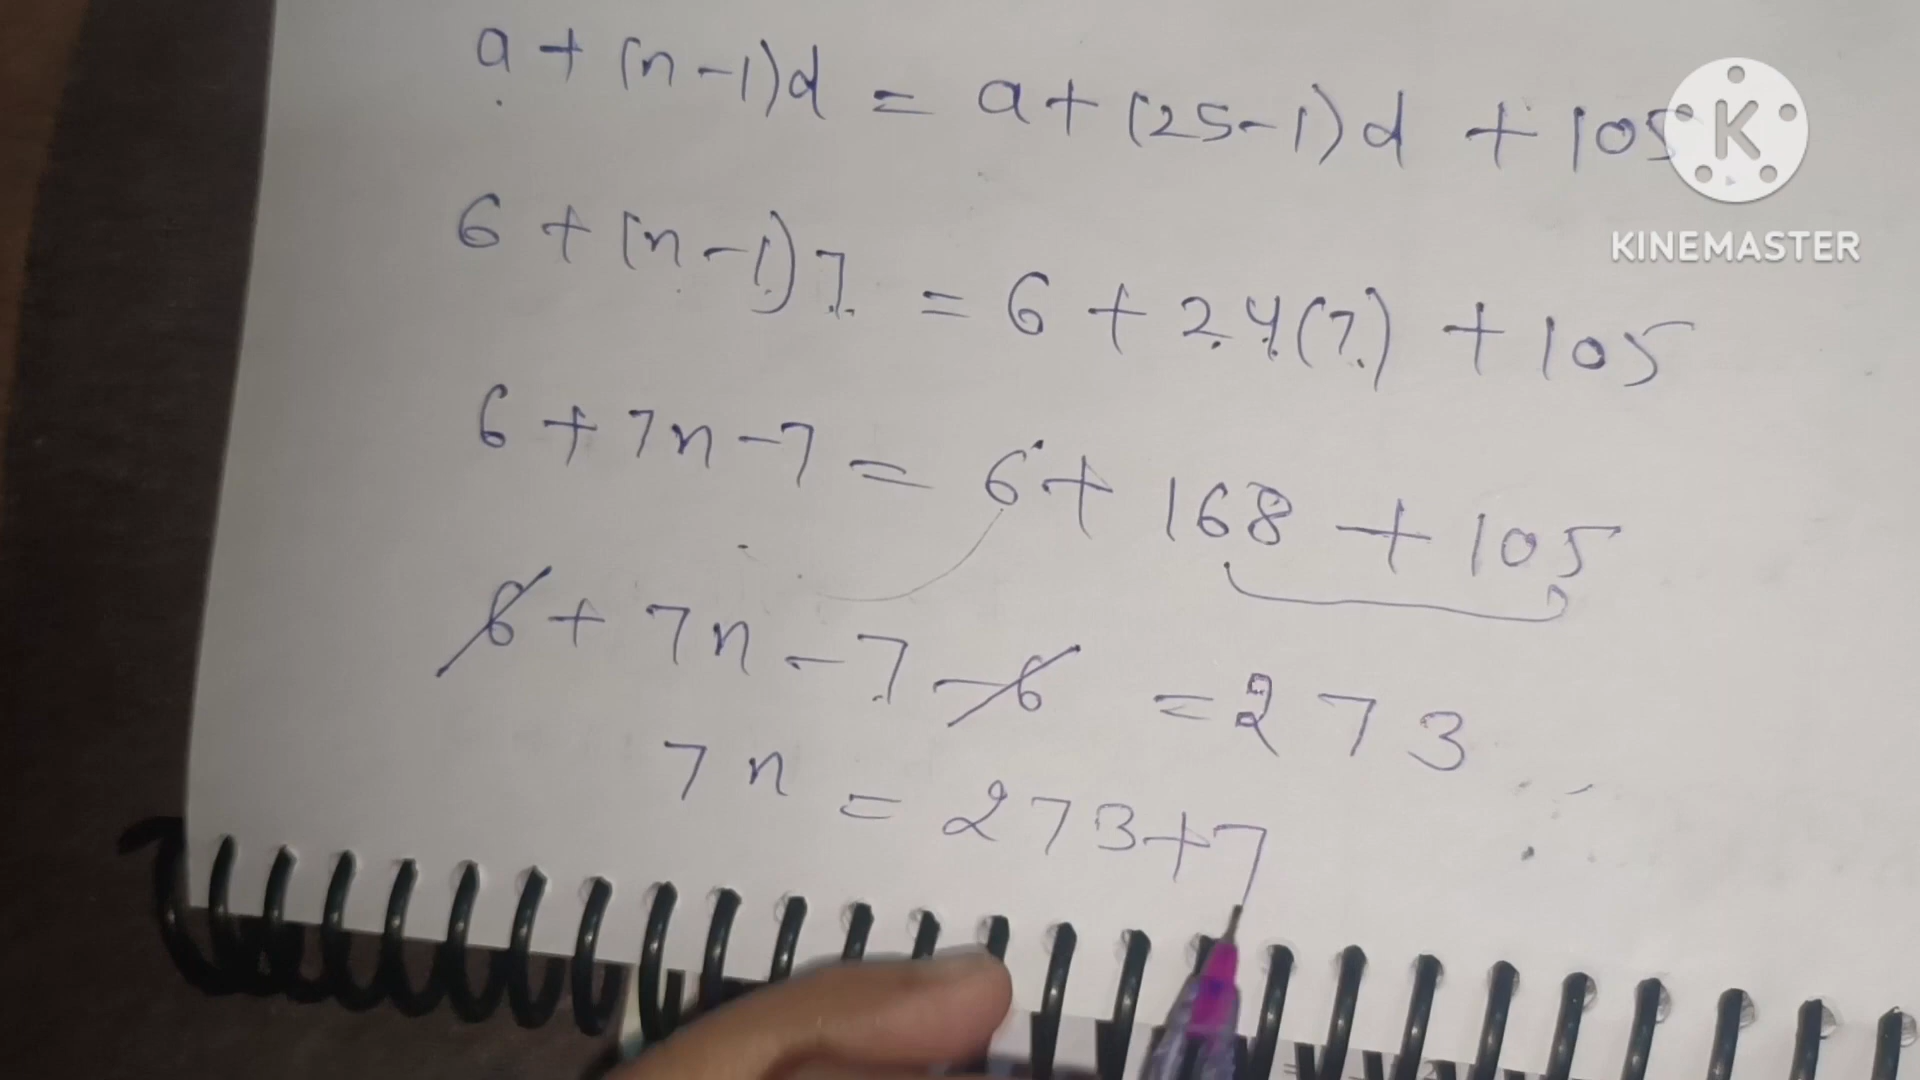 a + (n-1)d = a + (25-1)d + 105
K
KINEMASTER
6 + (n-1)7 = 6 + 24(7) + 105
6 + 7n - 7 = 6 + 168 + 105
6 + 7n - 7 - 6 = 273
7n = 273 + 7